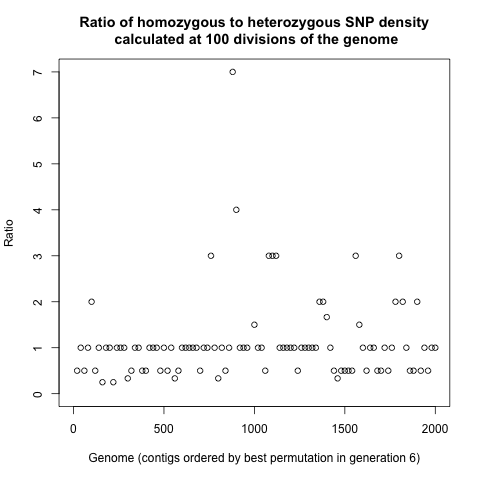 Ratio of homozygous to heterozygous SNP density
calculated at 100 divisions of the genome
7
6
5
4
3
2
1
0
Ratio
0 500 1000 1500 2000
Genome (contigs ordered by best permutation in generation 6)